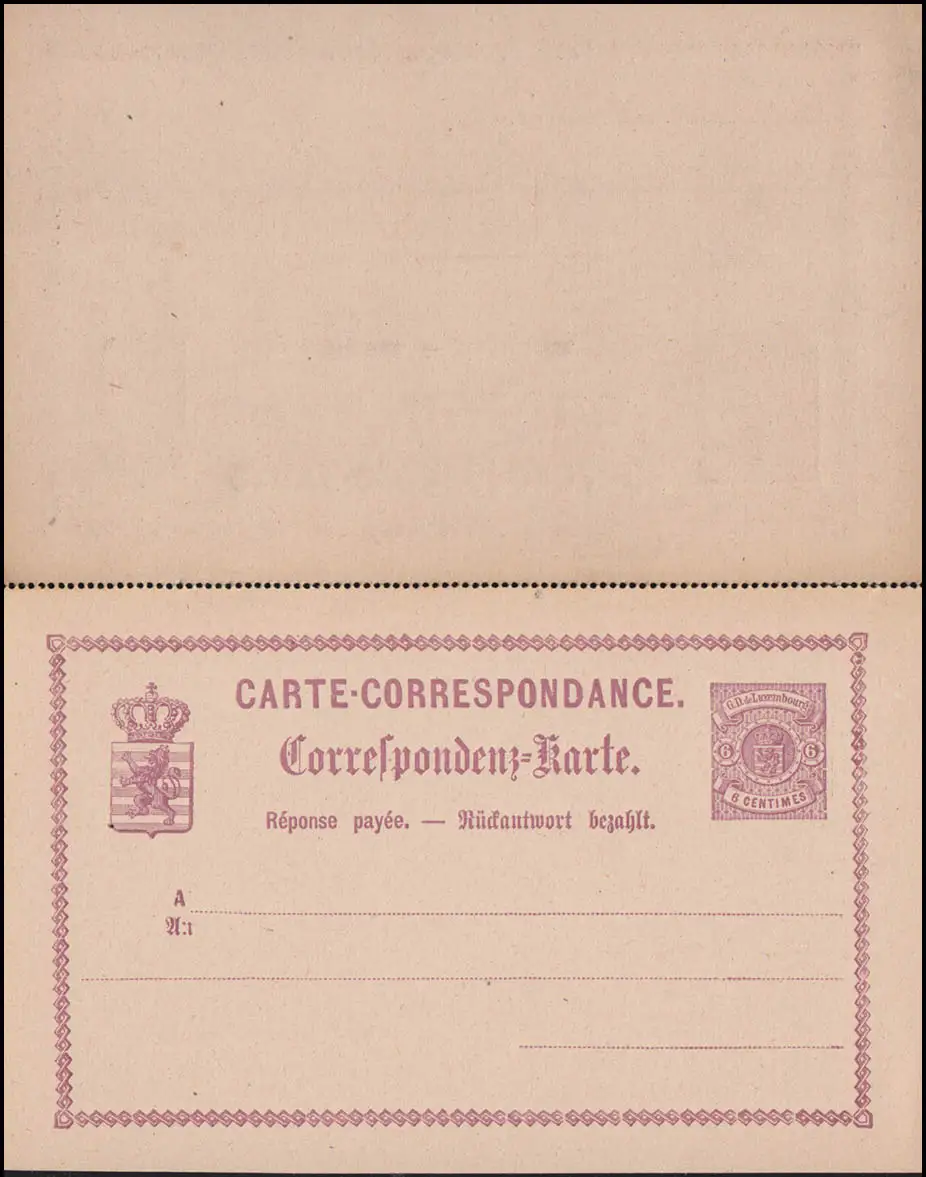 CARTE-CORRESPONDANCE.
Correſpondenz-Karte.
Réponse payée. — Rückantwort bezahlt.
G.D. de Luxembourg
6 6
6 CENTIMES
A
An